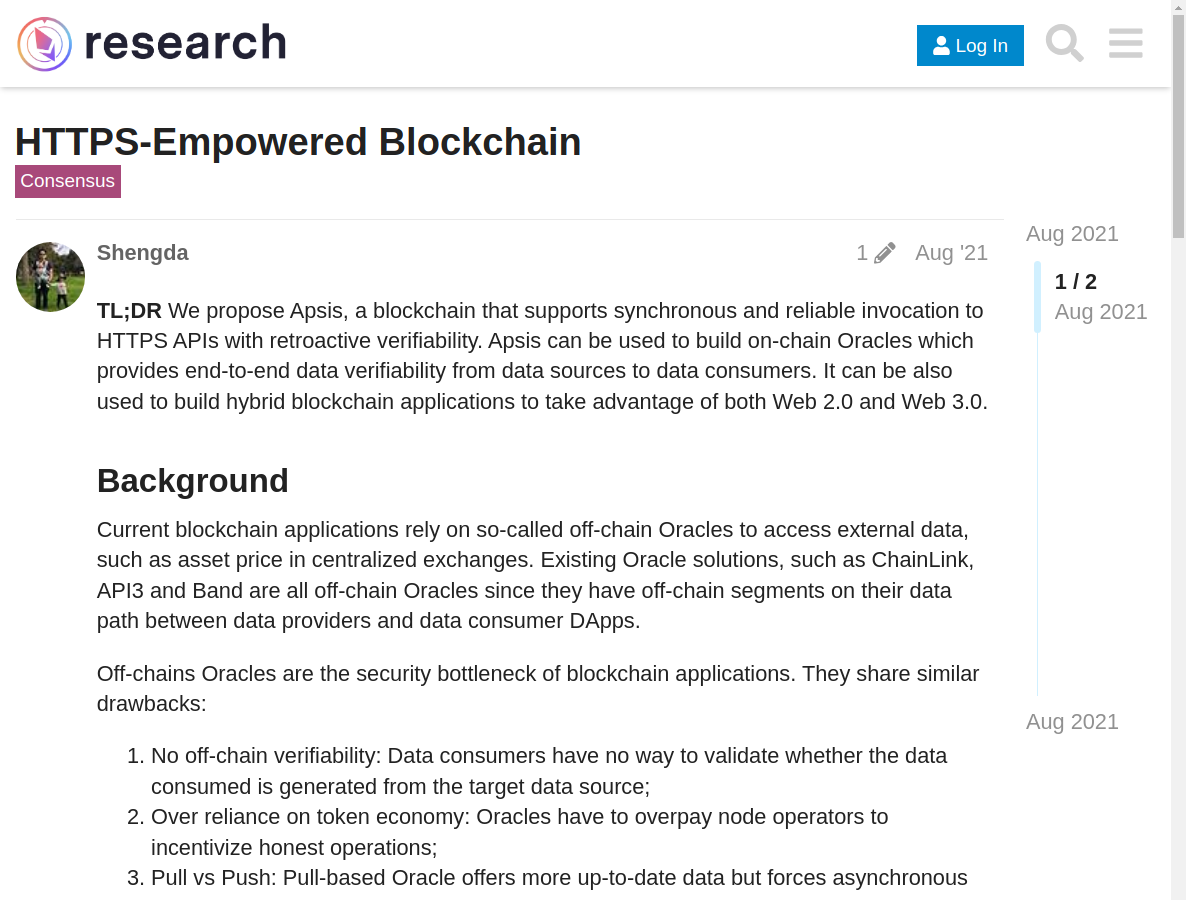 research
Log In
HTTPS-Empowered Blockchain
Consensus
Shengda
1
Aug '21
TL;DR We propose Apsis, a blockchain that supports synchronous and reliable invocation to
HTTPS APIs with retroactive verifiability. Apsis can be used to build on-chain Oracles which
provides end-to-end data verifiability from data sources to data consumers. It can be also
used to build hybrid blockchain applications to take advantage of both Web 2.0 and Web 3.0.
Background
Current blockchain applications rely on so-called off-chain Oracles to access external data,
such as asset price in centralized exchanges. Existing Oracle solutions, such as ChainLink,
API3 and Band are all off-chain Oracles since they have off-chain segments on their data
path between data providers and data consumer DApps.
Off-chains Oracles are the security bottleneck of blockchain applications. They share similar
drawbacks:
1. No off-chain verifiability: Data consumers have no way to validate whether the data
consumed is generated from the target data source;
2. Over reliance on token economy: Oracles have to overpay node operators to
incentivize honest operations;
3. Pull vs Push: Pull-based Oracle offers more up-to-date data but forces asynchronous
Aug 2021
1 / 2
Aug 2021
Aug 2021